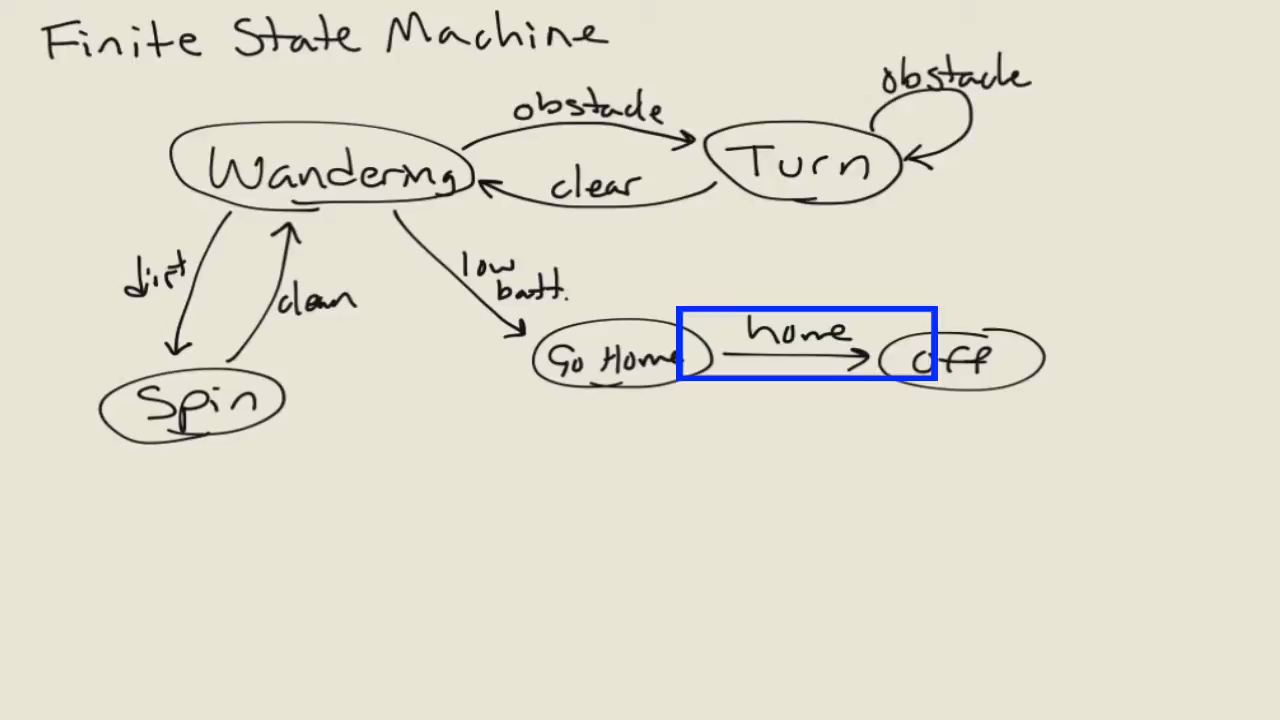 Finite State Machine
obstacle
obstacle
Wandering
Turn
clear
dirt
clean
low
batt.
home
Go Home
off
Spin